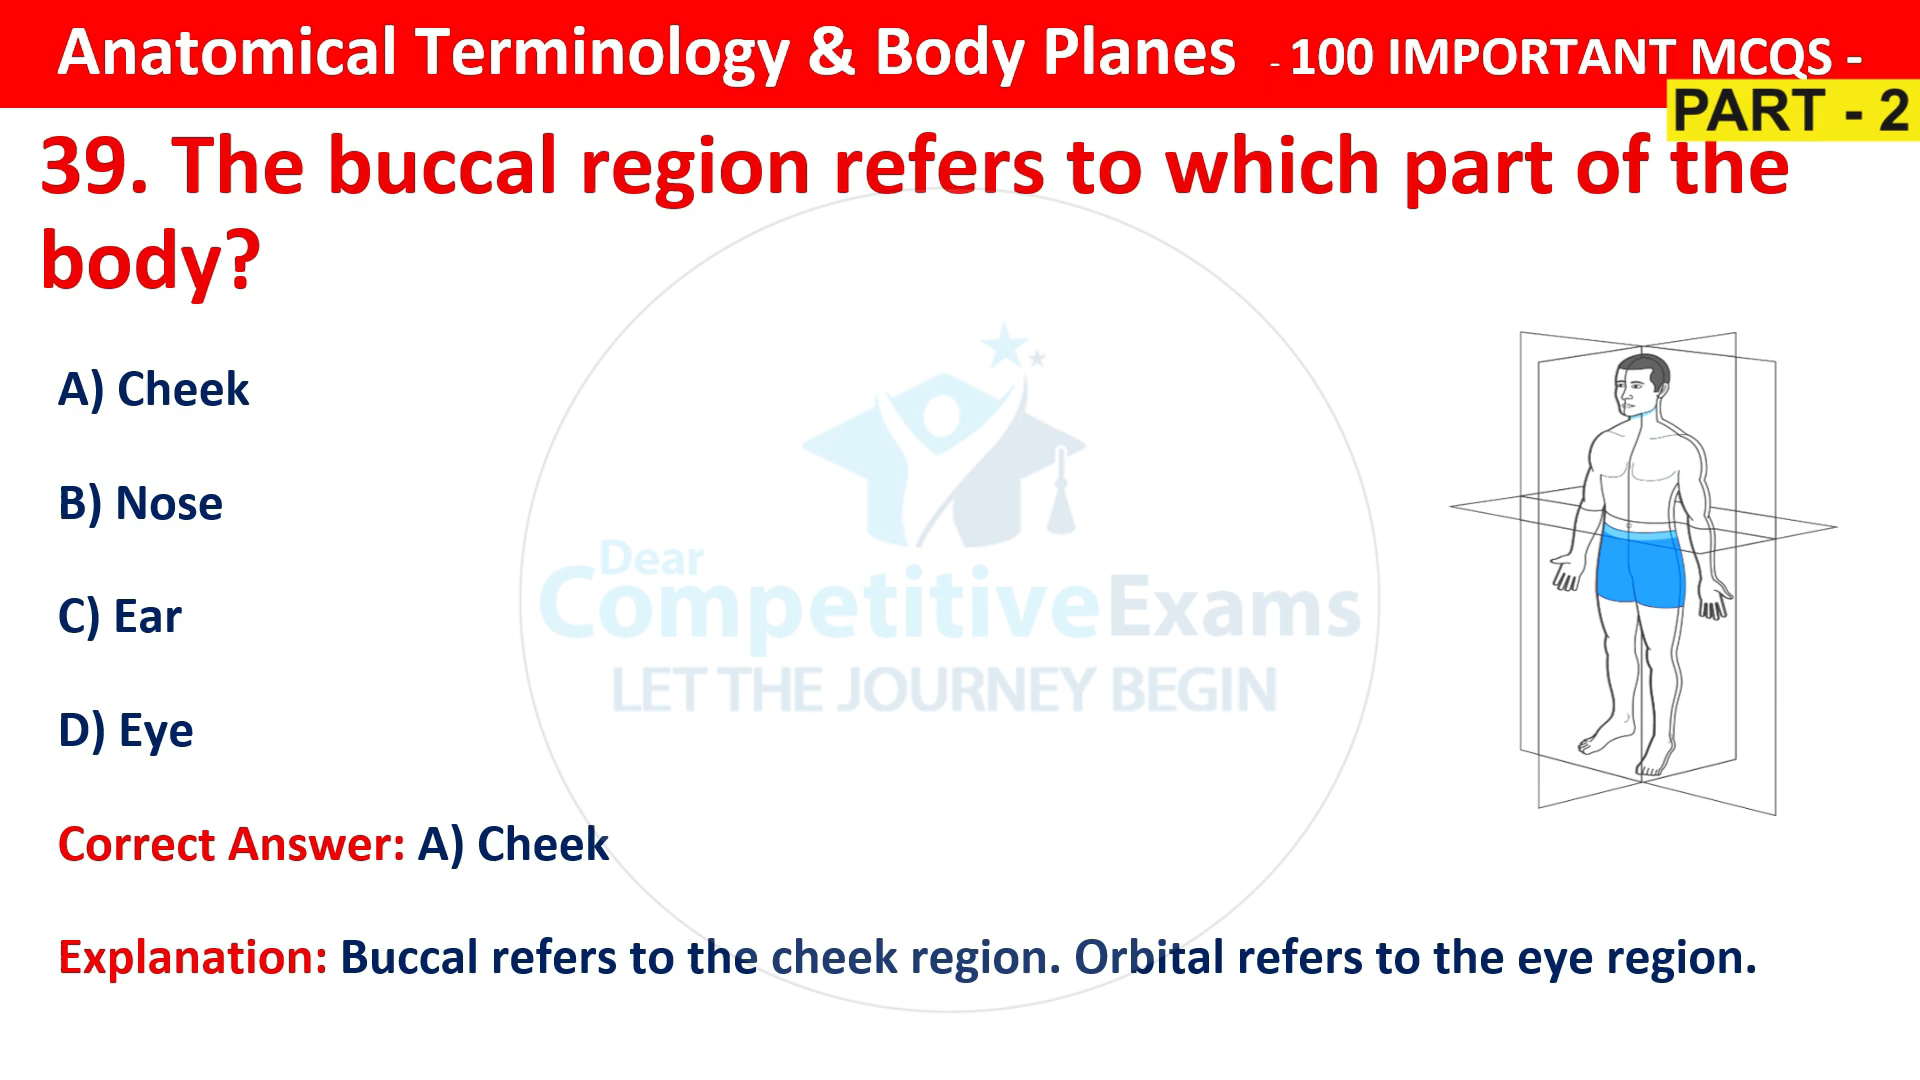 Anatomical Terminology & Body Planes - 100 IMPORTANT MCQS -
PART - 2
39. The buccal region refers to which part of the
body?
A) Cheek
B) Nose
C) Ear
D) Eye
Dear
CompetitiveExams
LET THE JOURNEY BEGIN
Correct Answer: A) Cheek
Explanation: Buccal refers to the cheek region. Orbital refers to the eye region.